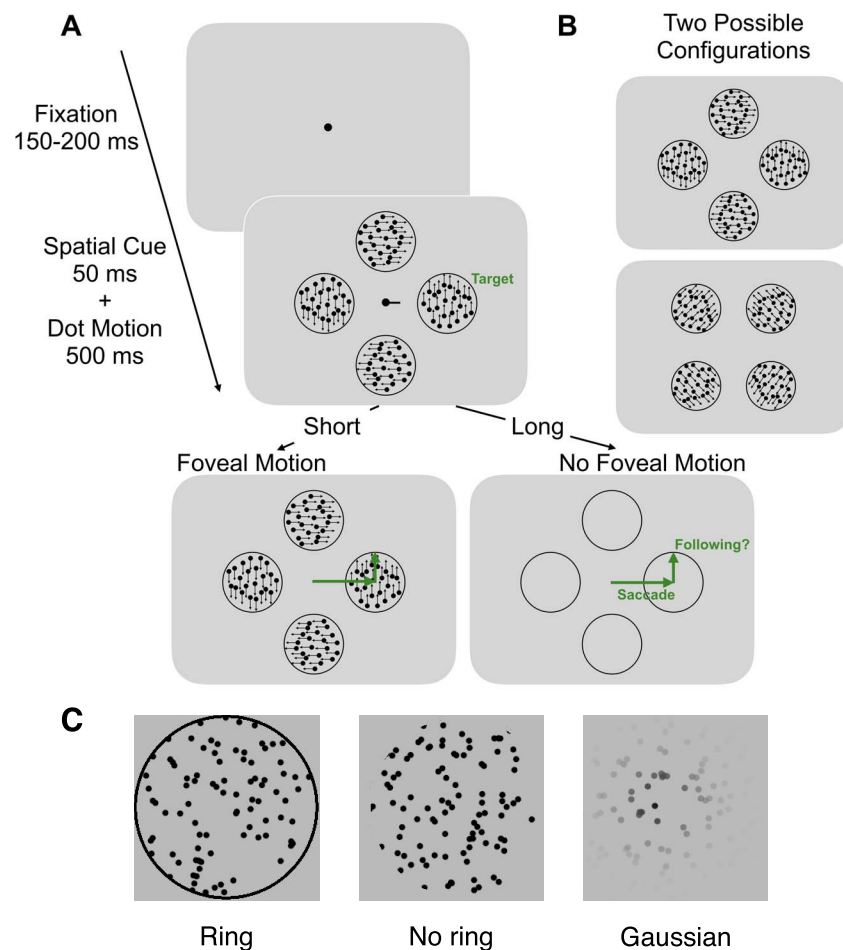 A
Fixation
150-200 ms
Spatial Cue
50 ms
+
Dot Motion
500 ms
Target
Short
Long
Foveal Motion
No Foveal Motion
Following?
Saccade
B
Two Possible
Configurations
C
Ring
No ring
Gaussian